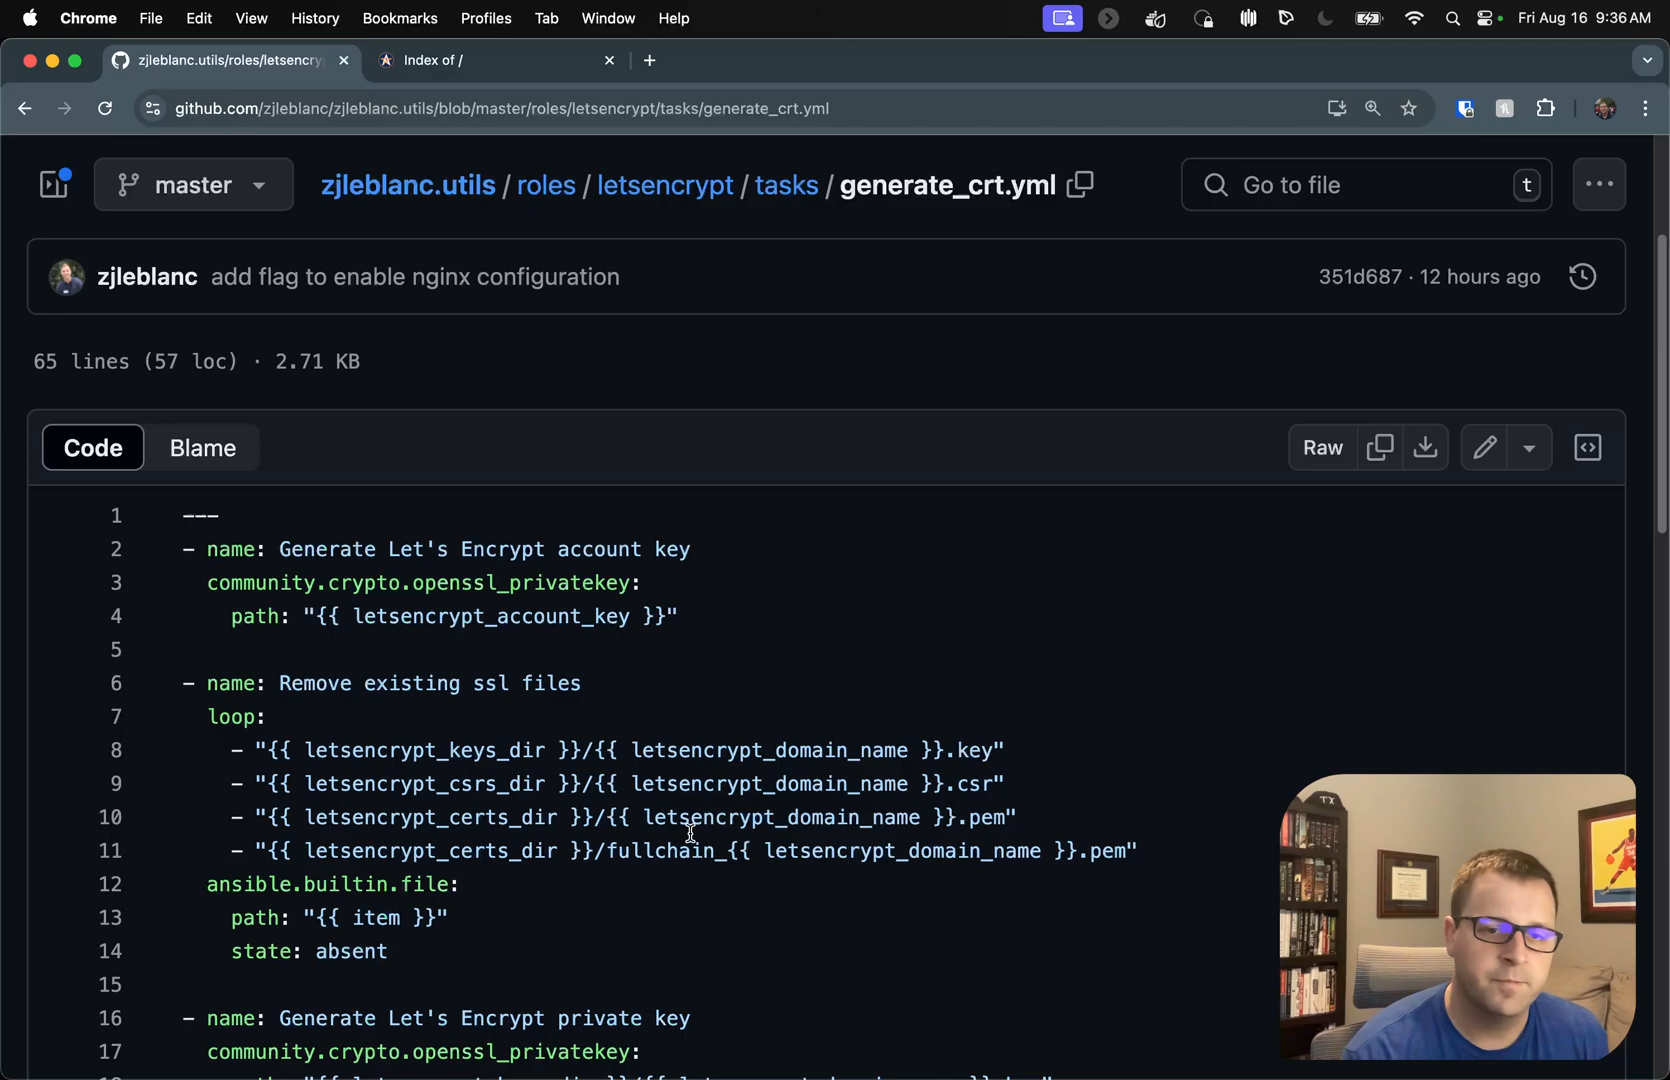 Chrome File Edit View History Bookmarks Profiles Tab Window Help Fri Aug 16 9:36 AM
zjleblanc.utils/roles/letsencry Index of /
github.com/zjleblanc/zjleblanc.utils/blob/master/roles/letsencrypt/tasks/generate_crt.yml
master zjleblanc.utils / roles / letsencrypt / tasks / generate_crt.yml Go to file t
zjleblanc add flag to enable nginx configuration 351d687 · 12 hours ago
65 lines (57 loc) · 2.71 KB
Code Blame Raw
1 ---
2 - name: Generate Let's Encrypt account key
3 community.crypto.openssl_privatekey:
4 path: "{{ letsencrypt_account_key }}"
5
6 - name: Remove existing ssl files
7 loop:
8 - "{{ letsencrypt_keys_dir }}/{{ letsencrypt_domain_name }}.key"
9 - "{{ letsencrypt_csrs_dir }}/{{ letsencrypt_domain_name }}.csr"
10 - "{{ letsencrypt_certs_dir }}/{{ letsencrypt_domain_name }}.pem"
11 - "{{ letsencrypt_certs_dir }}/fullchain_{{ letsencrypt_domain_name }}.pem"
12 ansible.builtin.file:
13 path: "{{ item }}"
14 state: absent
15
16 - name: Generate Let's Encrypt private key
17 community.crypto.openssl_privatekey: